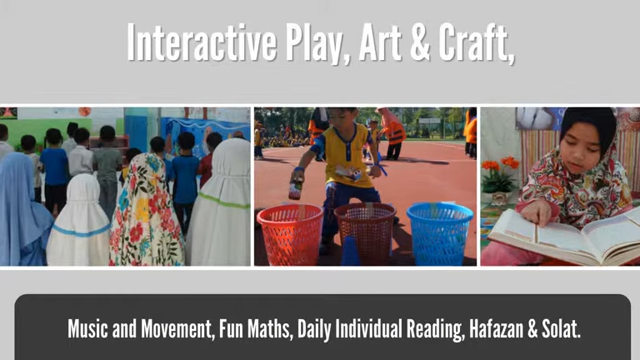 Interactive Play, Art & Craft,
Music and Movement, Fun Maths, Daily Individual Reading, Hafazan & Solat.